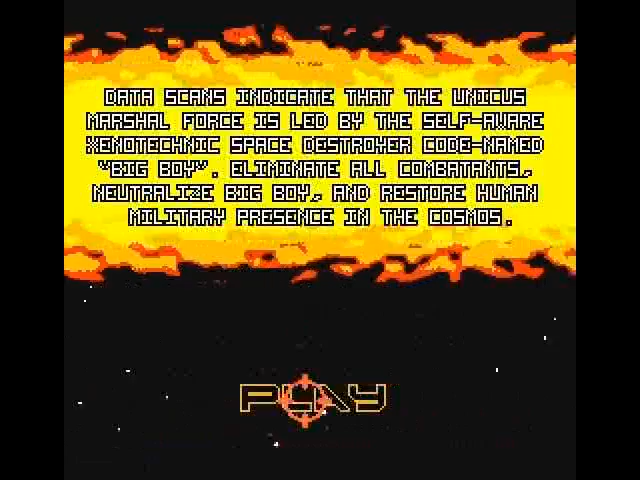 DATA SCANS INDICATE THAT THE UNICUS
MARSHAL FORCE IS LED BY THE SELF-AWARE
XENOTECHNIC SPACE DESTROYER CODE-NAMED
"BIG BOY". ELIMINATE ALL COMBATANTS,
NEUTRALIZE BIG BOY, AND RESTORE HUMAN
MILITARY PRESENCE IN THE COSMOS.
PLAY